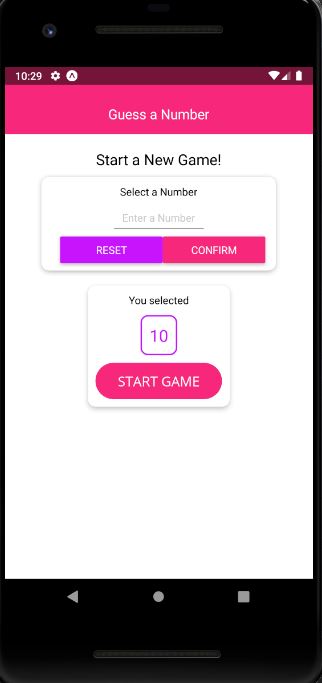 10:29
Guess a Number
Start a New Game!
Select a Number
Enter a Number
RESET CONFIRM
You selected
10
START GAME